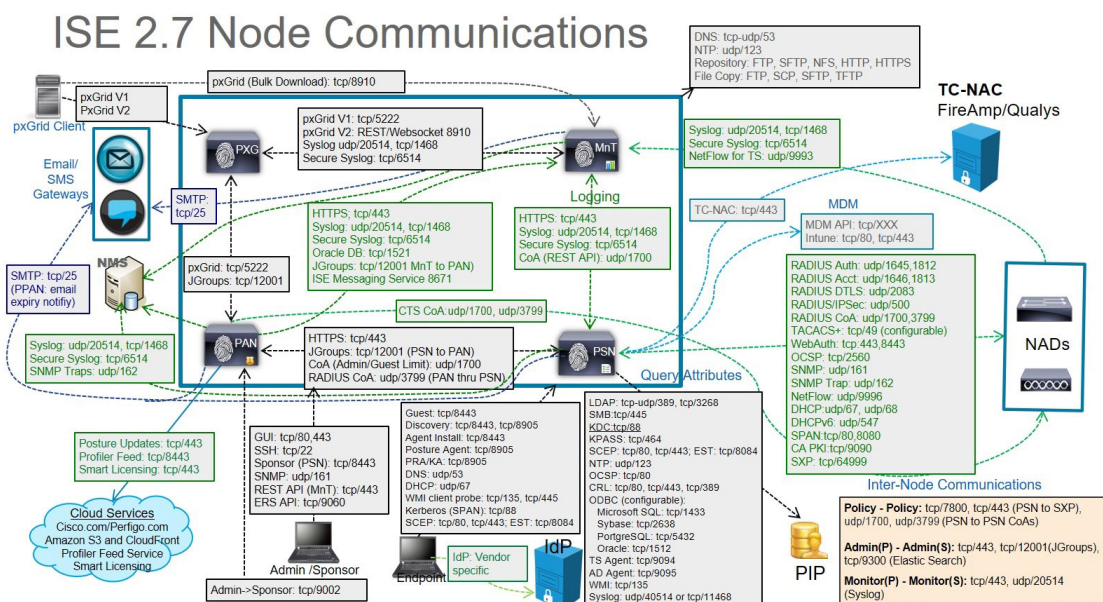 ISE 2.7 Node Communications
DNS: tcp-udp/53
NTP: udp/123
Repository: FTP, SFTP, NFS, HTTP, HTTPS
File Copy: FTP, SCP, SFTP, TFTP
pxGrid (Bulk Download): tcp/8910
pxGrid V1
PxGrid V2
pxGrid Client
TC-NAC
FireAmp/Qualys
PXG
pxGrid V1: tcp/5222
pxGrid V2: REST/Websocket 8910
Syslog udp/20514, tcp/1468
Secure Syslog: tcp/6514
MnT
Logging
Syslog: udp/20514, tcp/1468
Secure Syslog: tcp/6514
NetFlow for TS: udp/9993
Email/
SMS
Gateways
SMTP:
tcp/25
HTTPS; tcp/443
Syslog: udp/20514, tcp/1468
Secure Syslog: tcp/6514
Oracle DB: tcp/1521
JGroups: tcp/12001 MnT to PAN)
ISE Messaging Service 8671
HTTPS: tcp/443
Syslog: udp/20514, tcp/1468
Secure Syslog: tcp/6514
CoA (REST API): udp/1700
TC-NAC: tcp/443
MDM
MDM API: tcp/XXX
Intune: tcp/80, tcp/443
NMS
SMTP: tcp/25
(PPAN: email
expiry notifiy)
pxGrid: tcp/5222
JGroups: tcp/12001
RADIUS Auth: udp/1645,1812
RADIUS Acct: udp/1646,1813
RADIUS DTLS: udp/2083
RADIUS/IPSec: udp/500
RADIUS CoA: udp/1700,3799
TACACS+: tcp/49 (configurable)
WebAuth: tcp:443,8443
OCSP: tcp/2560
SNMP: udp/161
SNMP Trap: udp/162
NetFlow: udp/9996
DHCP:udp/67, udp/68
DHCPv6: udp/547
SPAN:tcp/80,8080
CA PKI:tcp/9090
SXP: tcp/64999
NADs
CTS CoA:udp/1700, udp/3799
PAN
HTTPS: tcp/443
JGroups: tcp/12001 (PSN to PAN)
CoA (Admin/Guest Limit): udp/1700
RADIUS CoA: udp/3799 (PAN thru PSN)
PSN
Query Attributes
Syslog: udp/20514, tcp/1468
Secure Syslog: tcp/6514
SNMP Traps: udp/162
Posture Updates: tcp/443
Profiler Feed: tcp/8443
Smart Licensing: tcp/443
Cloud Services
Cisco.com/Perfigo.com
Amazon S3 and CloudFront
Profiler Feed Service
Smart Licensing
GUI: tcp/80,443
SSH: tcp/22
Sponsor (PSN): tcp/8443
SNMP: udp/161
REST API (MnT): tcp/443
ERS API: tcp/9060
Admin /Sponsor
Admin->Sponsor: tcp/9002
Guest: tcp/8443
Discovery: tcp/8443, tcp/8905
Agent Install: tcp/8443
Posture Agent: tcp/8905
PRA/KA: tcp/8905
DNS: udp/53
DHCP: udp/67
WMI client probe: tcp/135, tcp/445
Kerberos (SPAN): tcp/88
SCEP: tcp/80, tcp/443; EST: tcp/8084
Endpoint
IdP: Vendor
specific
IdP
LDAP: tcp-udp/389, tcp/3268
SMB:tcp/445
KDC:tcp/88
KPASS: tcp/464
SCEP: tcp/80, tcp/443; EST: tcp/8084
NTP: udp/123
OCSP: tcp/80
CRL: tcp/80, tcp/443, tcp/389
ODBC (configurable):
Microsoft SQL: tcp/1433
Sybase: tcp/2638
PortgreSQL: tcp/5432
Oracle: tcp/1512
TS Agent: tcp/9094
AD Agent: tcp/9095
WMI: tcp/135
Syslog: udp/40514 or tcp/11468
PIP
Inter-Node Communications
Policy - Policy: tcp/7800, tcp/443 (PSN to SXP),
udp/1700, udp/3799 (PSN to PSN CoAs)
Admin(P) - Admin(S): tcp/443, tcp/12001(JGroups),
tcp/9300 (Elastic Search)
Monitor(P) - Monitor(S): tcp/443, udp/20514
(Syslog)